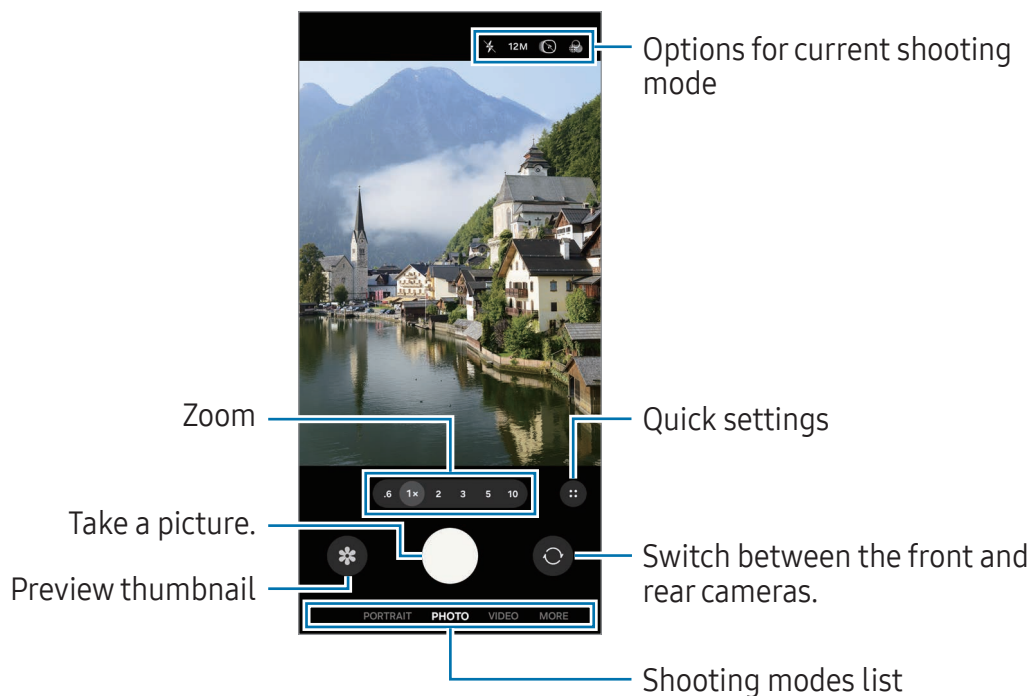 12M
Options for current shooting
mode
Zoom
Quick settings
.6 1× 2 3 5 10
Take a picture.
Switch between the front and
rear cameras.
Preview thumbnail
PORTRAIT PHOTO VIDEO MORE
Shooting modes list